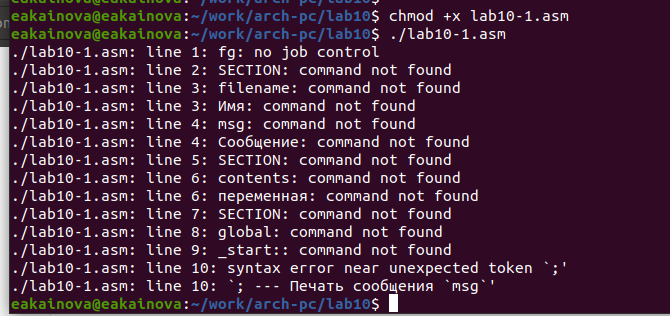 eakainova@eakainova:~/work/arch-pc/lab10$ chmod +x lab10-1.asm
eakainova@eakainova:~/work/arch-pc/lab10$ ./lab10-1.asm
./lab10-1.asm: line 1: fg: no job control
./lab10-1.asm: line 2: SECTION: command not found
./lab10-1.asm: line 3: filename: command not found
./lab10-1.asm: line 3: Имя: command not found
./lab10-1.asm: line 4: msg: command not found
./lab10-1.asm: line 4: Сообщение: command not found
./lab10-1.asm: line 5: SECTION: command not found
./lab10-1.asm: line 6: contents: command not found
./lab10-1.asm: line 6: переменная: command not found
./lab10-1.asm: line 7: SECTION: command not found
./lab10-1.asm: line 8: global: command not found
./lab10-1.asm: line 9: _start:: command not found
./lab10-1.asm: line 10: syntax error near unexpected token `;'
./lab10-1.asm: line 10: `; --- Печать сообщения `msg`'
eakainova@eakainova:~/work/arch-pc/lab10$